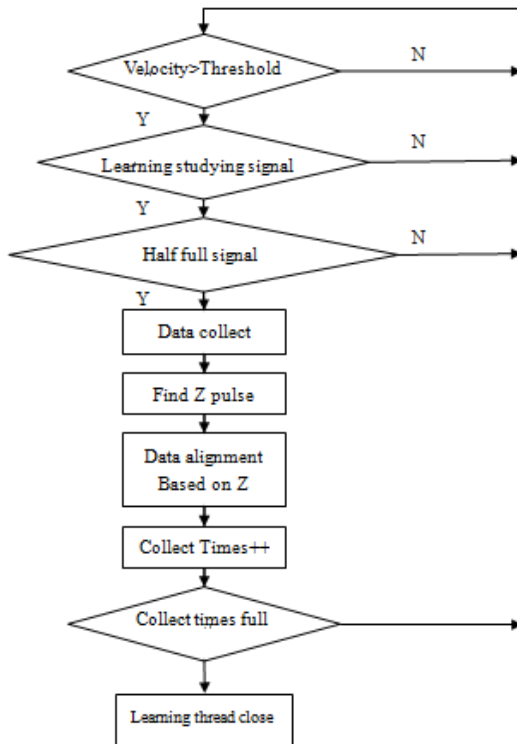 Velocity>Threshold
N
Y
Learning studying signal
N
Y
Half full signal
N
Y
Data collect
Find Z pulse
Data alignment
Based on Z
Collect Times++
Collect times full
Learning thread close